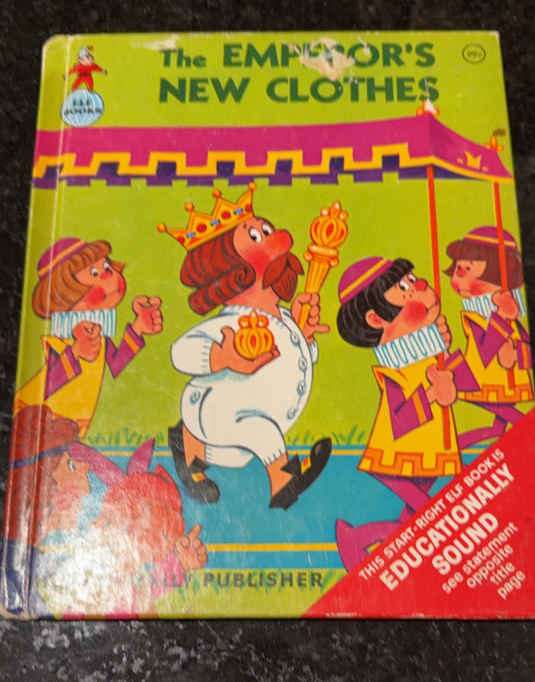 The EMPEROR'S
NEW CLOTHES
ELF
BOOKS
THIS START-RIGHT ELF BOOK IS
EDUCATIONALLY
SOUND
see statement
opposite
title
page
PUBLISHER